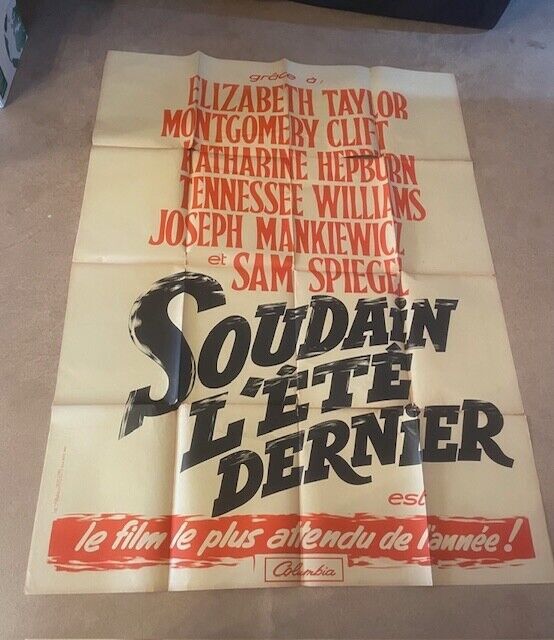 grâce à:
ELIZABETH TAYLOR
MONTGOMERY CLIFT
KATHARINE HEPBURN
TENNESSEE WILLIAMS
JOSEPH MANKIEWICZ
et SAM SPIEGEL
SOUDAIN
L'ÉTÉ
DERNIER
est
le film le plus attendu de l'année!
Columbia